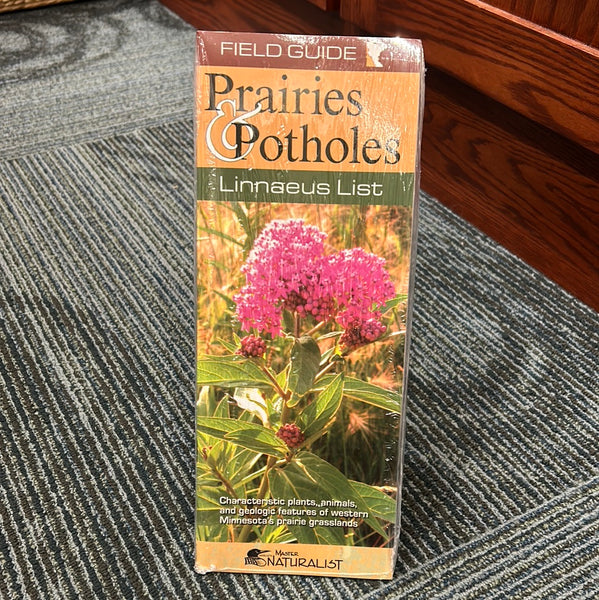 FIELD GUIDE
Prairies
& Potholes
Linnaeus List
Characteristic plants, animals,
and geologic features of western
Minnesota's prairie grasslands
MASTER
NATURALIST